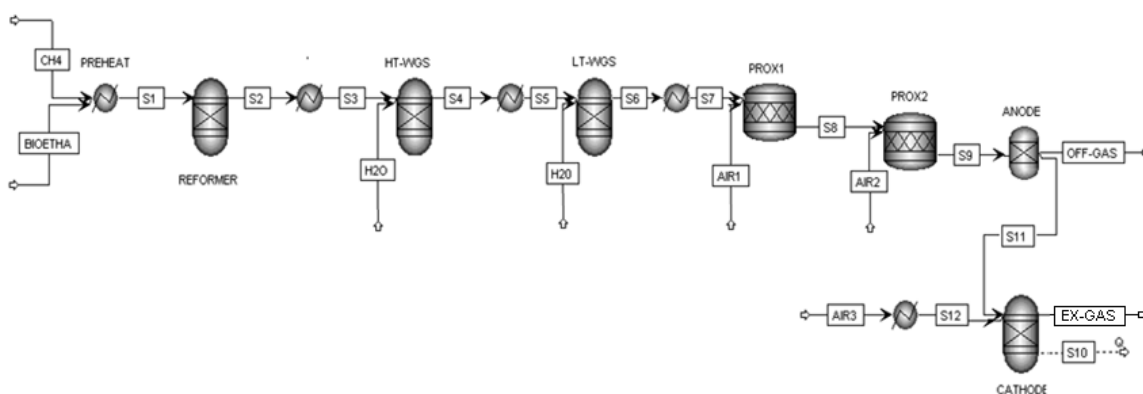 CH4
PREHEAT
HT-WGS
LT-WGS
PROX1
PROX2
ANODE
S1
S2
S3
S4
S5
S6
S7
S8
S9
OFF-GAS
BIOETHA
REFORMER
H2O
H20
AIR1
AIR2
S11
AIR3
S12
EX-GAS
S10
Q
CATHODE